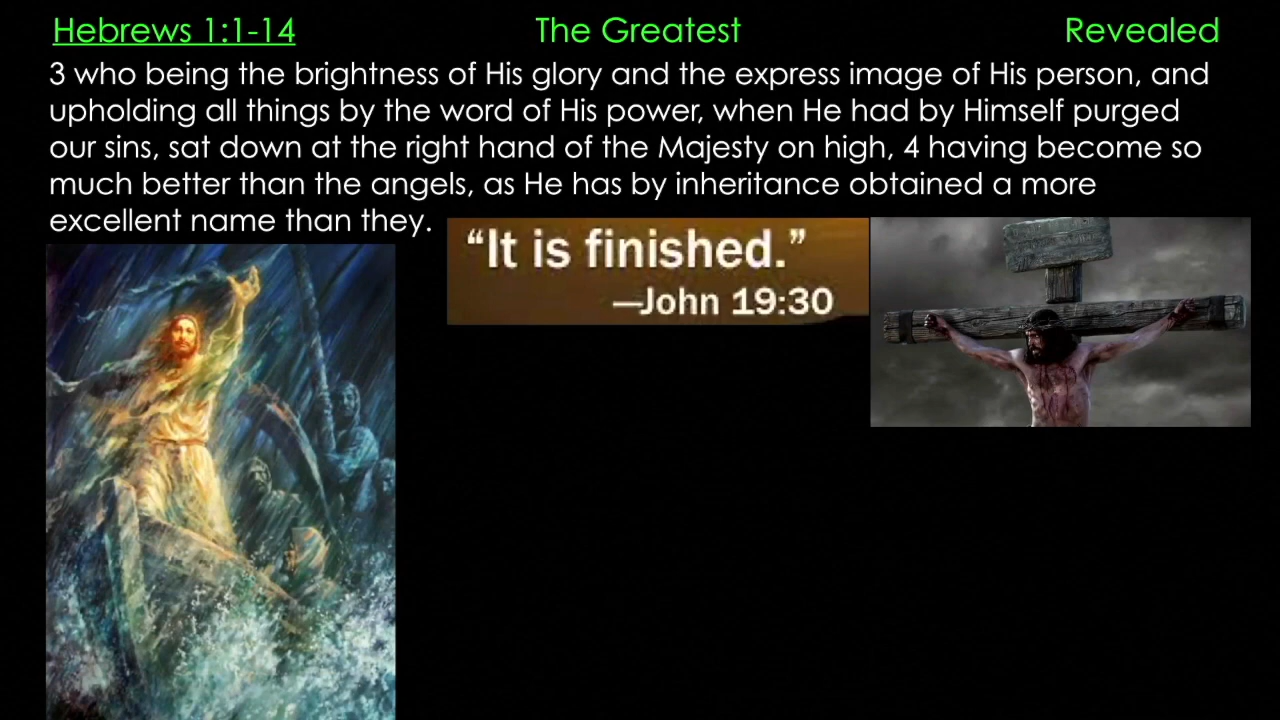 Hebrews 1:1-14 The Greatest Revealed
3 who being the brightness of His glory and the express image of His person, and
upholding all things by the word of His power, when He had by Himself purged
our sins, sat down at the right hand of the Majesty on high, 4 having become so
much better than the angels, as He has by inheritance obtained a more
excellent name than they.
“It is finished.”
—John 19:30